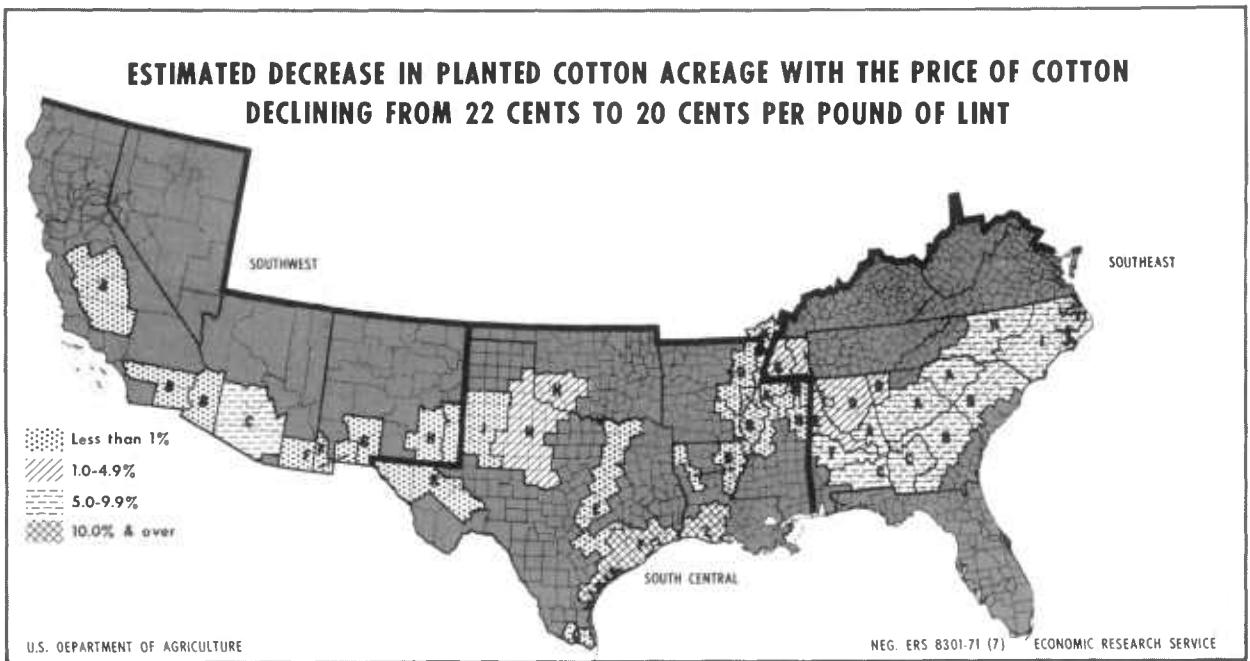 ESTIMATED DECREASE IN PLANTED COTTON ACREAGE WITH THE PRICE OF COTTON
DECLINING FROM 22 CENTS TO 20 CENTS PER POUND OF LINT
SOUTHWEST
SOUTHEAST
Less than 1%
1.0-4.9%
5.0-9.9%
10.0% & over
SOUTH CENTRAL
U.S. DEPARTMENT OF AGRICULTURE
NEG. ERS 8301-71 (7) ECONOMIC RESEARCH SERVICE